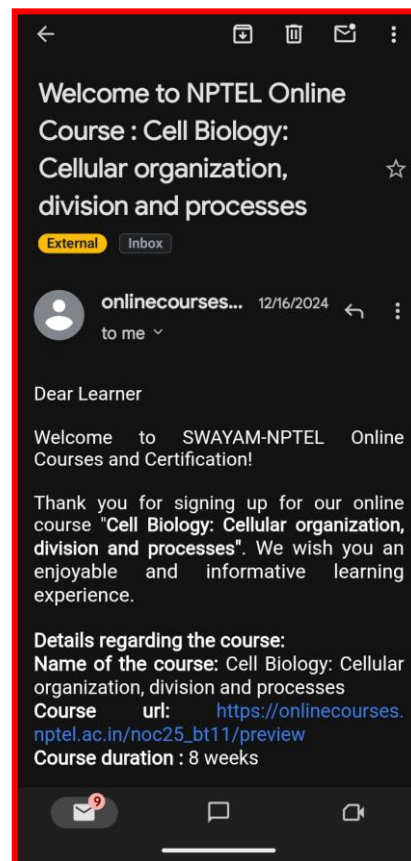 Welcome to NPTEL Online
Course : Cell Biology:
Cellular organization,
division and processes
External Inbox
onlinecourses... 12/16/2024
to me
Dear Learner
Welcome to SWAYAM-NPTEL Online
Courses and Certification!
Thank you for signing up for our online
course "Cell Biology: Cellular organization,
division and processes". We wish you an
enjoyable and informative learning
experience.
Details regarding the course:
Name of the course: Cell Biology: Cellular
organization, division and processes
Course url: https://onlinecourses.
nptel.ac.in/noc25_bt11/preview
Course duration : 8 weeks
9